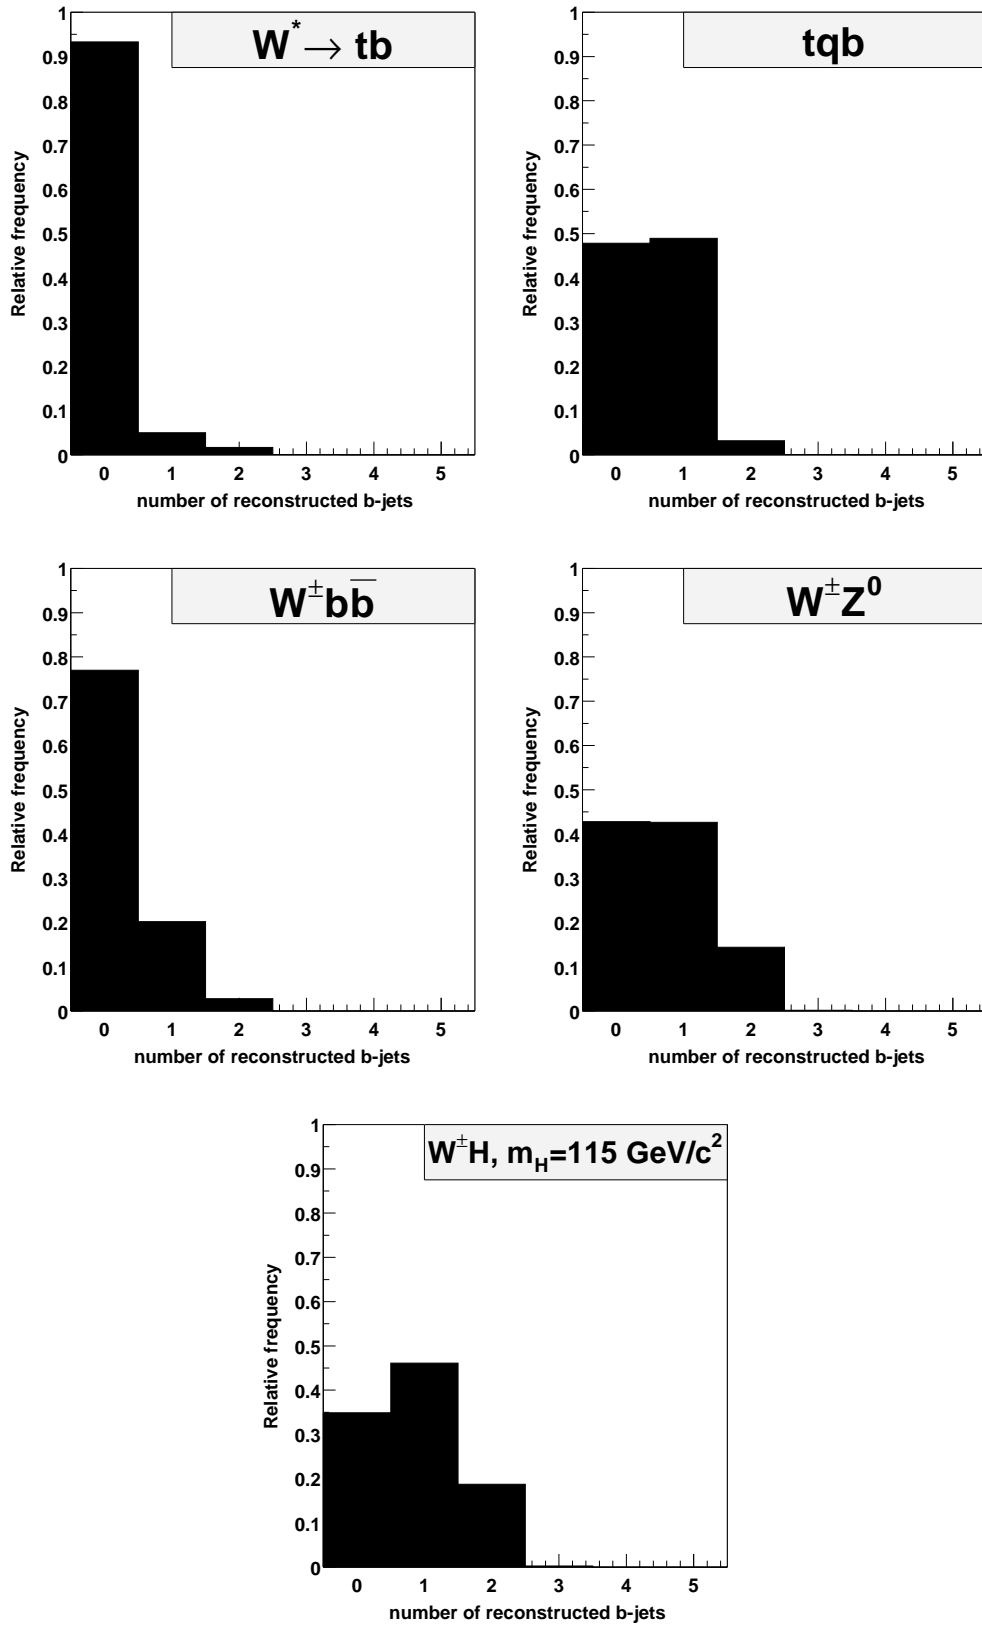 W* → tb
1
0.9
0.8
0.7
0.6
0.5
0.4
0.3
0.2
0.1
0
Relative frequency
0 1 2 3 4 5
number of reconstructed b-jets
tqb
1
0.9
0.8
0.7
0.6
0.5
0.4
0.3
0.2
0.1
0
Relative frequency
0 1 2 3 4 5
number of reconstructed b-jets
W±bb̅
1
0.9
0.8
0.7
0.6
0.5
0.4
0.3
0.2
0.1
0
Relative frequency
0 1 2 3 4 5
number of reconstructed b-jets
W±Z⁰
1
0.9
0.8
0.7
0.6
0.5
0.4
0.3
0.2
0.1
0
Relative frequency
0 1 2 3 4 5
number of reconstructed b-jets
W±H, m_H=115 GeV/c²
1
0.9
0.8
0.7
0.6
0.5
0.4
0.3
0.2
0.1
0
Relative frequency
0 1 2 3 4 5
number of reconstructed b-jets